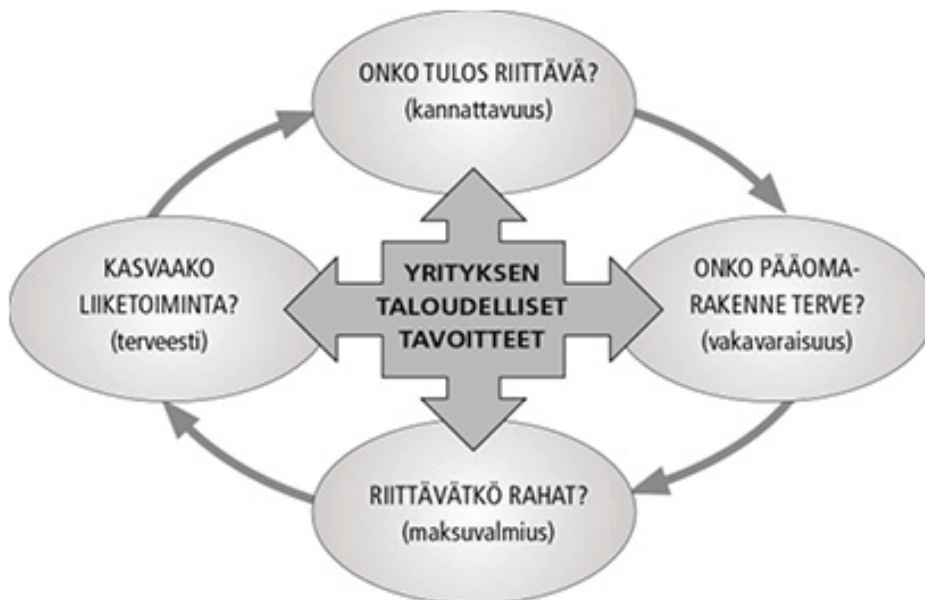 ONKO TULOS RIITTÄVÄ?
(kannattavuus)
KASVAAKO
LIIKETOIMINTA?
(terveesti)
YRITYKSEN
TALOUDELLISET
TAVOITTEET
ONKO PÄÄOMA-
RAKENNE TERVE?
(vakavaraisuus)
RIITTÄVÄTKÖ RAHAT?
(maksuvalmius)